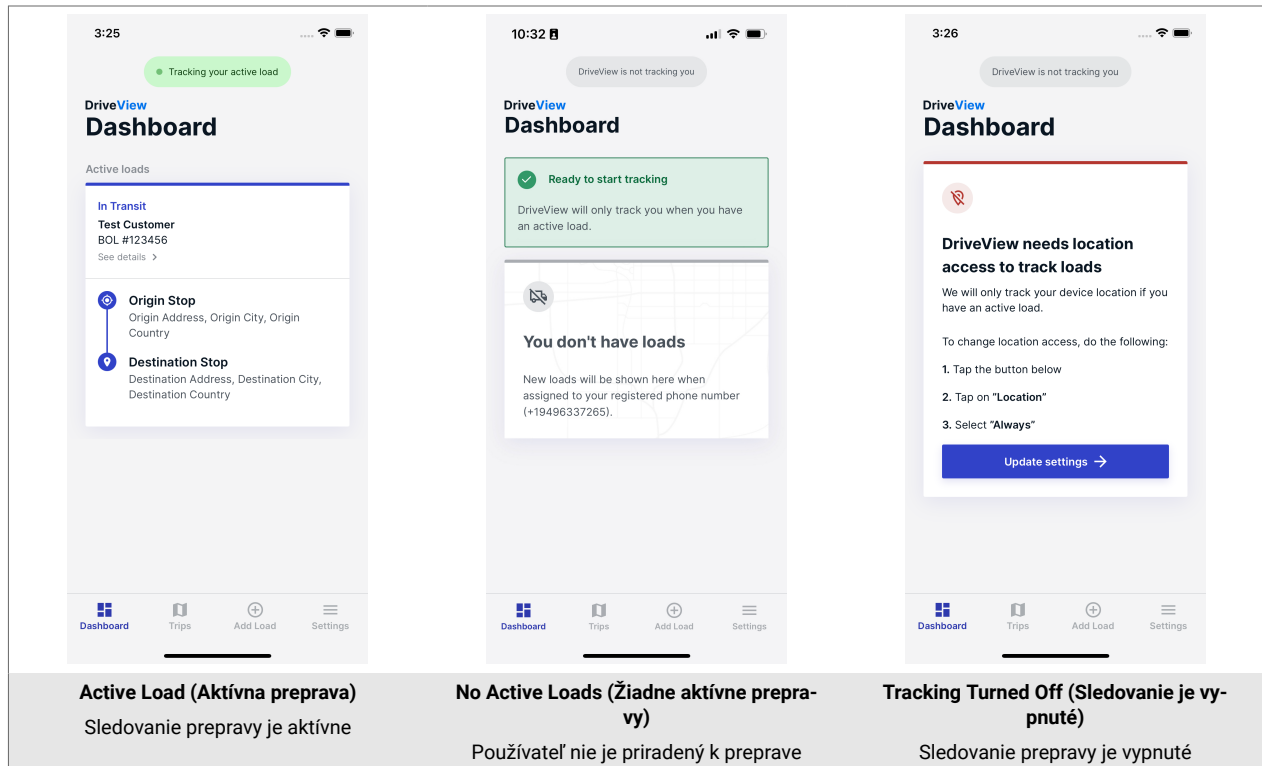 3:25
Tracking your active load
DriveView
Dashboard
Active loads
In Transit
Test Customer
BOL #123456
See details
Origin Stop
Origin Address, Origin City, Origin
Country
Destination Stop
Destination Address, Destination City,
Destination Country
Dashboard
Trips
Add Load
Settings
Active Load (Aktívna preprava)
Sledovanie prepravy je aktívne
10:32
DriveView is not tracking you
DriveView
Dashboard
Ready to start tracking
DriveView will only track you when you have
an active load.
You don't have loads
New loads will be shown here when
assigned to your registered phone number
(+19496337265).
Dashboard
Trips
Add Load
Settings
No Active Loads (Žiadne aktívne prepra-
vy)
Používateľ nie je priradený k preprave
3:26
DriveView is not tracking you
DriveView
Dashboard
DriveView needs location
access to track loads
We will only track your device location if you
have an active load.
To change location access, do the following:
1. Tap the button below
2. Tap on "Location"
3. Select "Always"
Update settings
Dashboard
Trips
Add Load
Settings
Tracking Turned Off (Sledovanie je vy-
pnuté)
Sledovanie prepravy je vypnuté